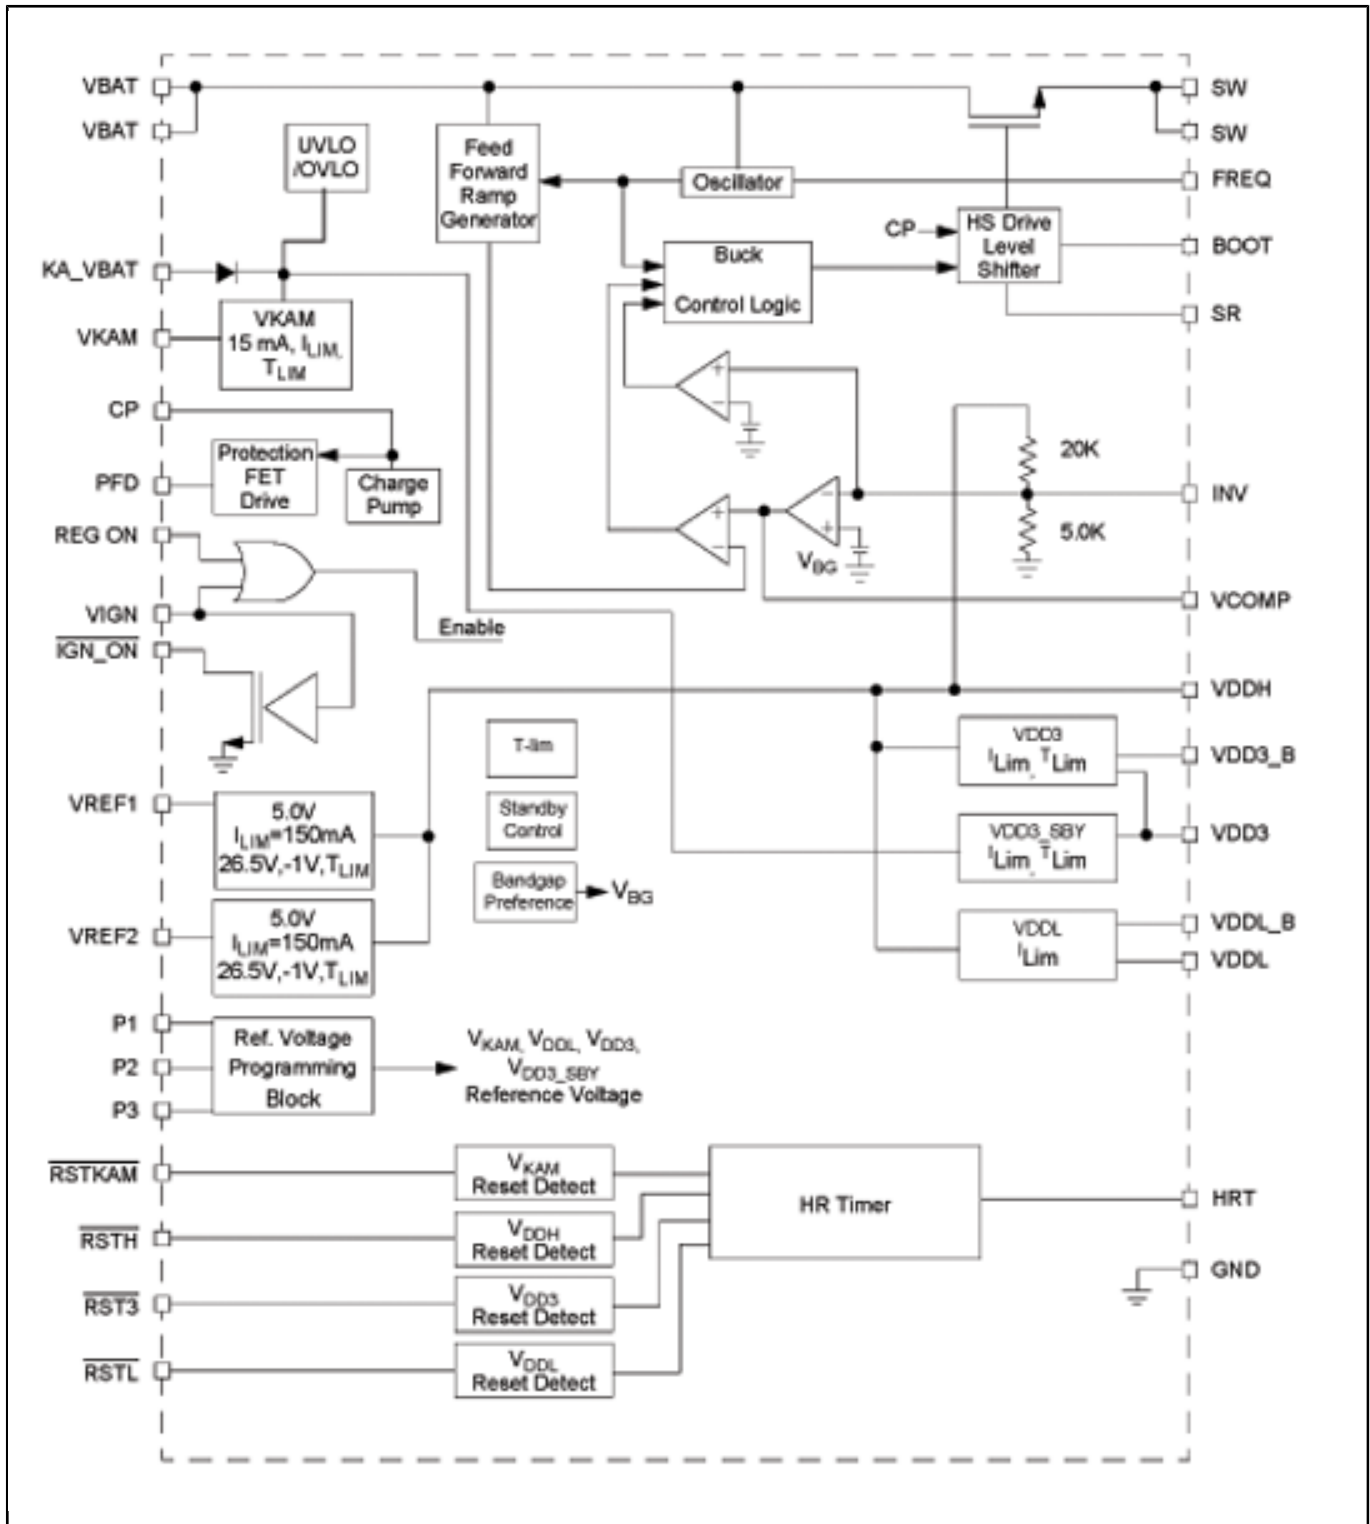 VBAT
VBAT
KA_VBAT
VKAM
CP
PFD
REG ON
VIGN
IGN_ON
VREF1
VREF2
P1
P2
P3
RSTKAM
RSTH
RST3
RSTL
UVLO
/OVLO
VKAM
15 mA, ILIM,
TLIM
Protection
FET
Drive
Charge
Pump
Feed
Forward
Ramp
Generator
Oscillator
Buck
Control Logic
CP
HS Drive
Level
Shifter
+
−
+
−
−
+
VBG
20K
5.0K
Enable
T-lim
Standby
Control
Bandgap
Preference
VBG
5.0V
ILIM=150mA
26.5V,-1V,TLIM
5.0V
ILIM=150mA
26.5V,-1V,TLIM
VDD3
ILim, TLim
VDD3_SBY
ILim, TLim
VDDL
ILim
Ref. Voltage
Programming
Block
VKAM, VDDL, VDD3,
VDD3_SBY
Reference Voltage
VKAM
Reset Detect
VDDH
Reset Detect
VDD3
Reset Detect
VDDL
Reset Detect
HR Timer
SW
SW
FREQ
BOOT
SR
INV
VCOMP
VDDH
VDD3_B
VDD3
VDDL_B
VDDL
HRT
GND